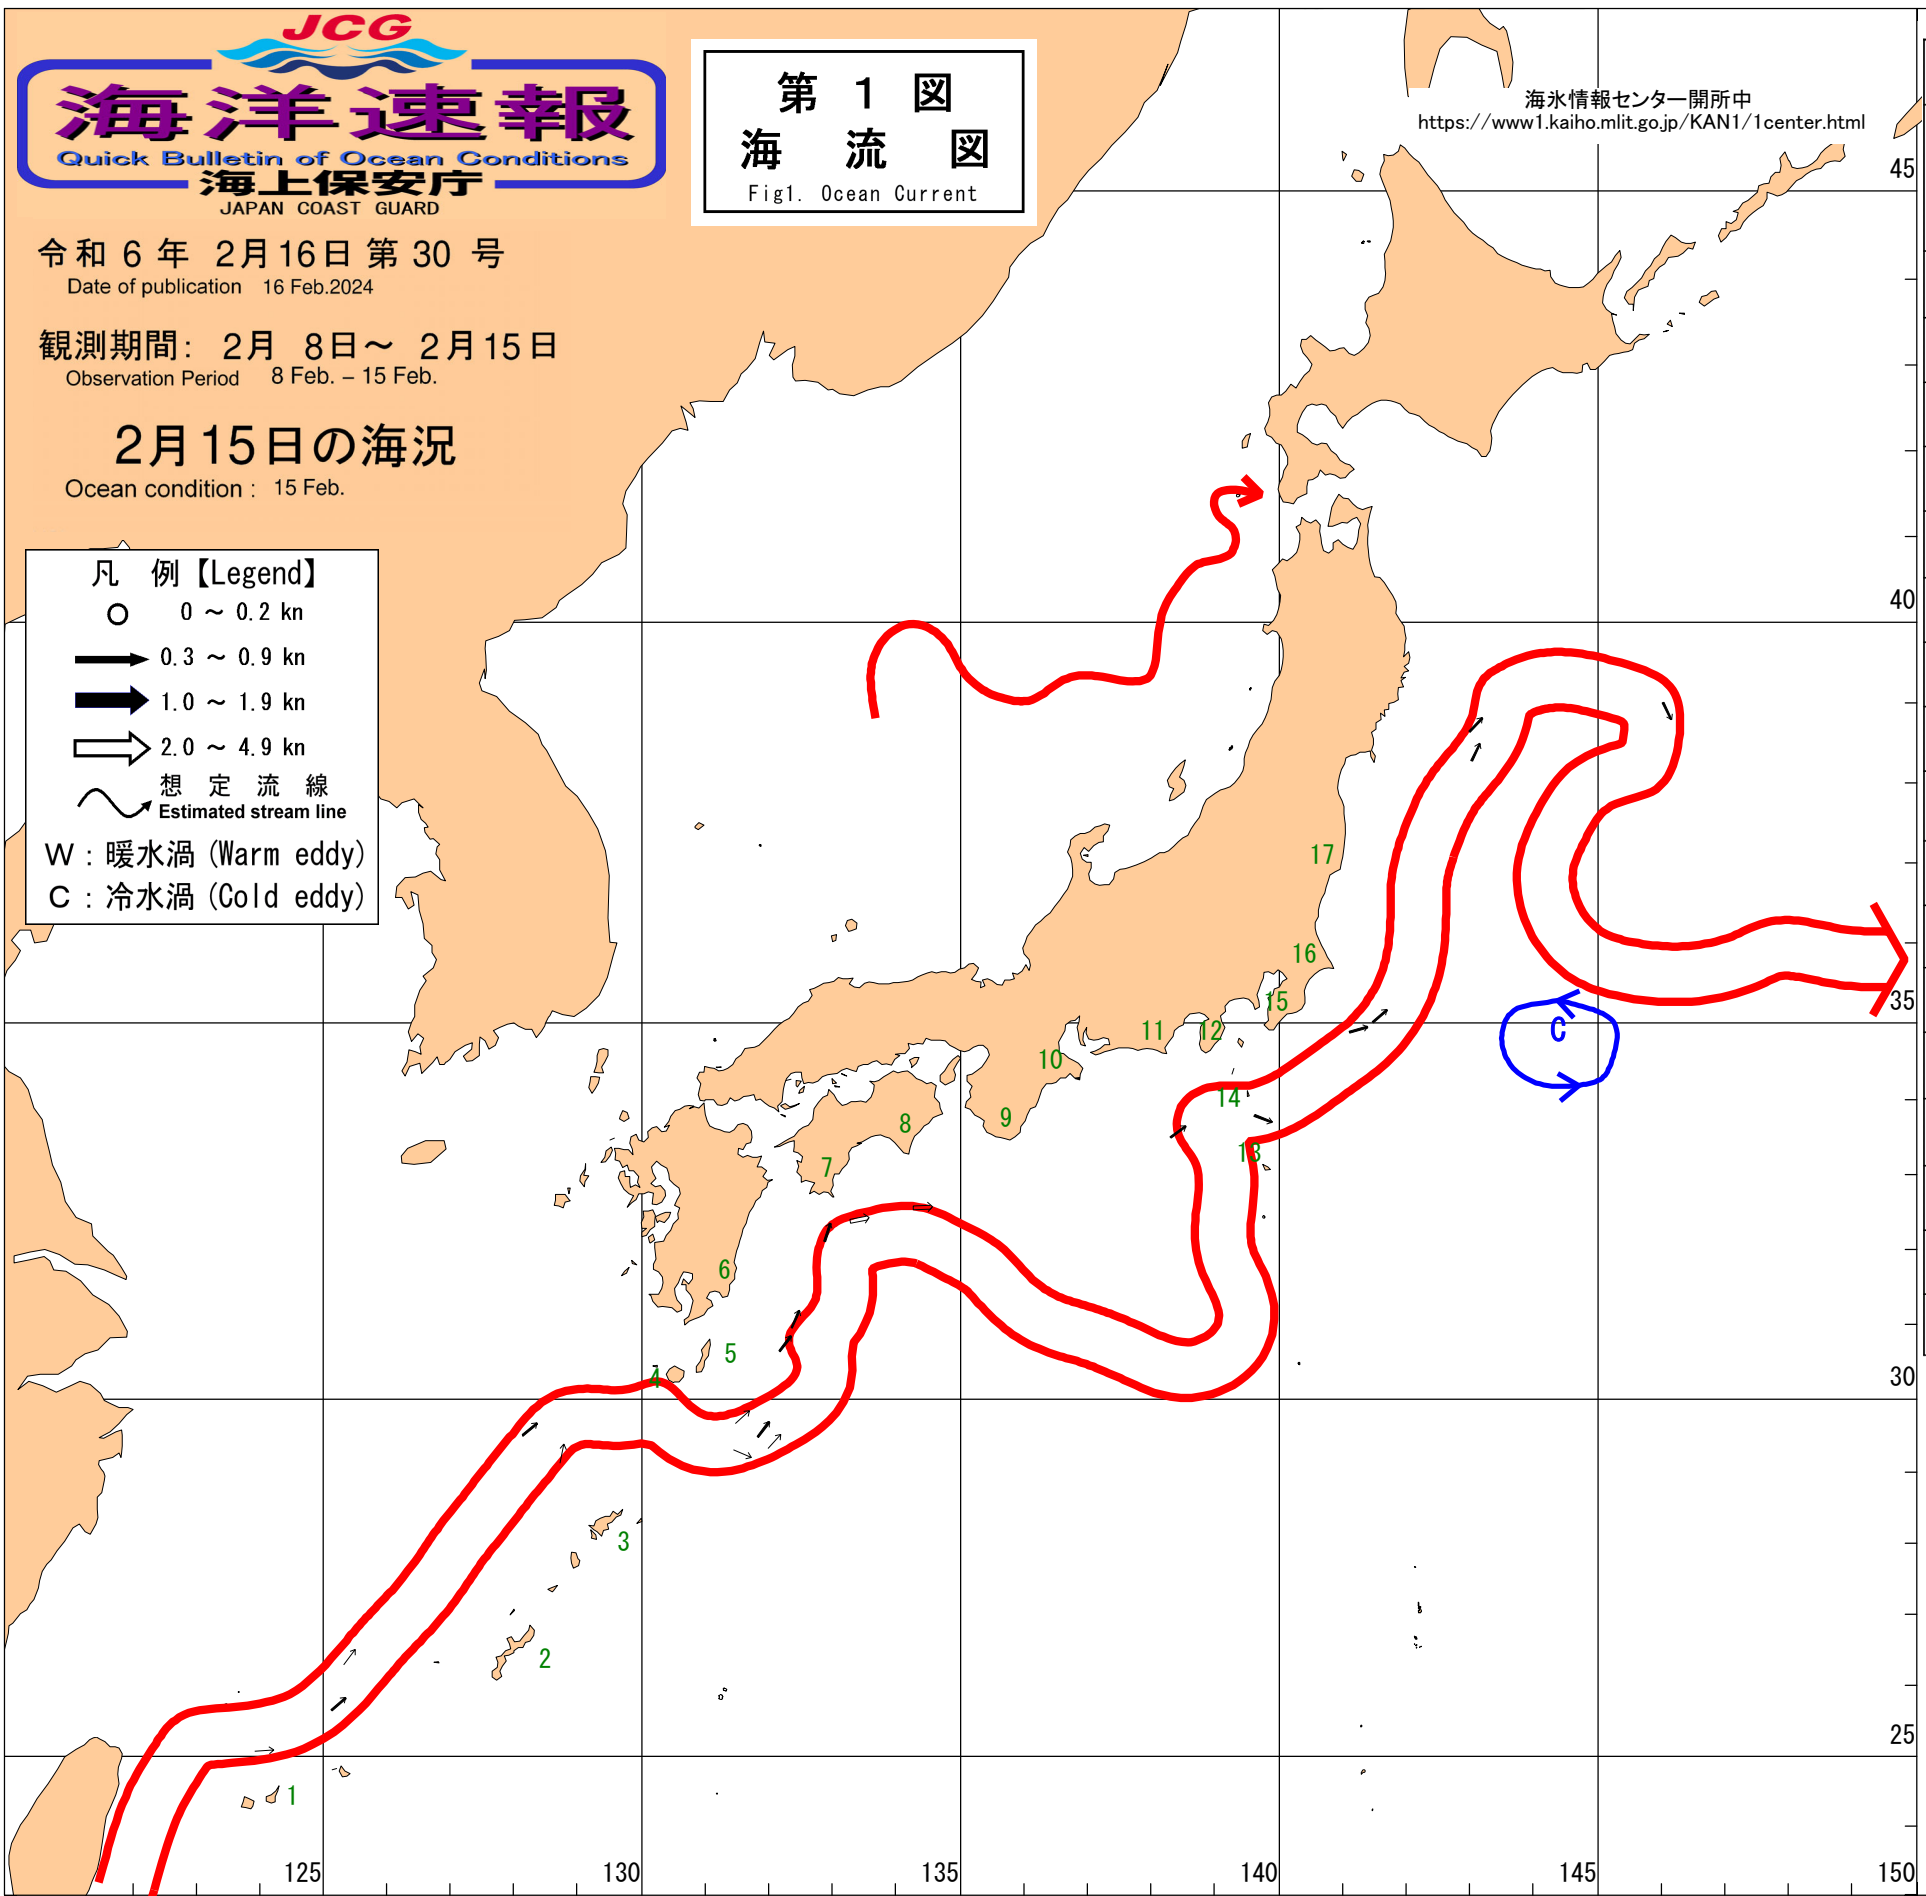 JCG
海洋速報
Quick Bulletin of Ocean Conditions
海上保安庁
JAPAN COAST GUARD
令和 6 年 2月16日 第 30 号
Date of publication 16 Feb.2024
観測期間: 2月 8日～ 2月15日
Observation Period 8 Feb. – 15 Feb.
2月15日の海況
Ocean condition : 15 Feb.
第 1 図
海 流 図
Fig1. Ocean Current
海氷情報センター開所中
https://www1.kaiho.mlit.go.jp/KAN1/1center.html
凡 例【Legend】
0 ～ 0.2 kn
0.3 ～ 0.9 kn
1.0 ～ 1.9 kn
2.0 ～ 4.9 kn
想 定 流 線
Estimated stream line
W : 暖水渦 (Warm eddy)
C : 冷水渦 (Cold eddy)
45
40
17
16
35
15
C
11
12
10
14
9
8
13
7
6
5
4
30
3
2
25
1
125
130
135
140
145
150